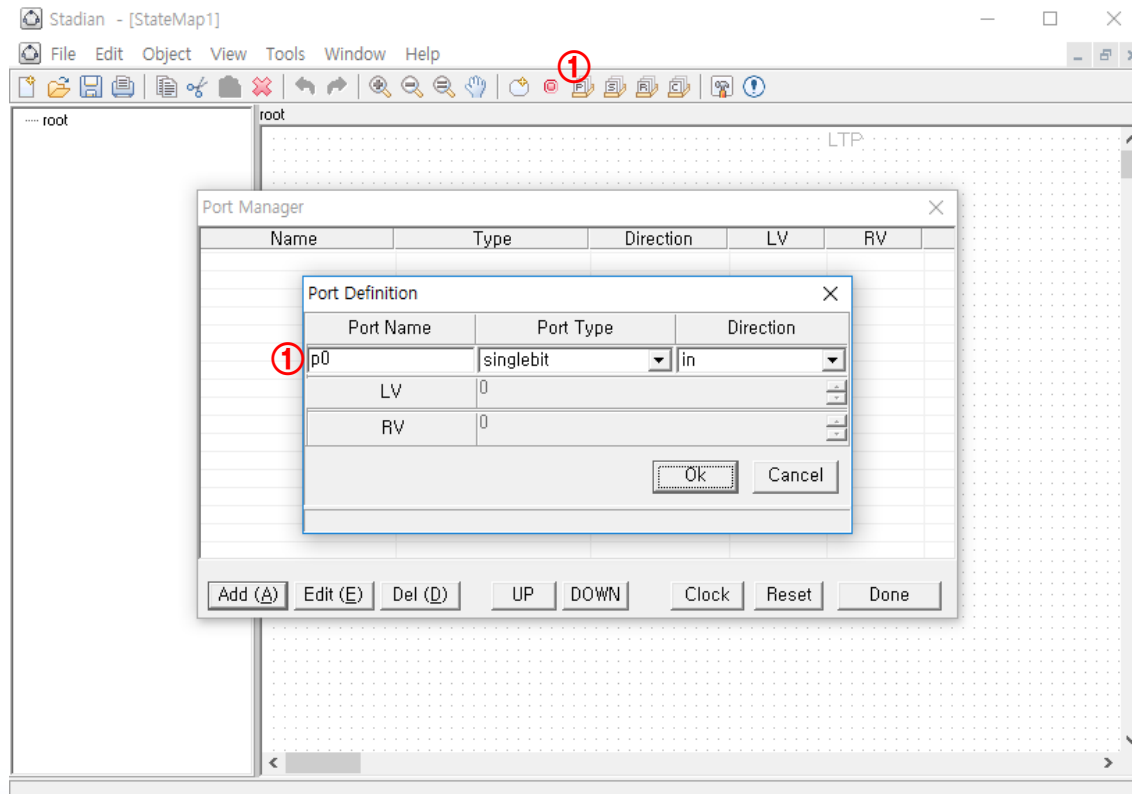 Stadian - [StateMap1]
File Edit Object View Tools Window Help
①
P S R C
root
root
LTP
Port Manager
Name Type Direction LV RV
Port Definition
Port Name Port Type Direction
① p0 singlebit in
LV 0
RV 0
Ok Cancel
Add (A) Edit (E) Del (D) UP DOWN Clock Reset Done